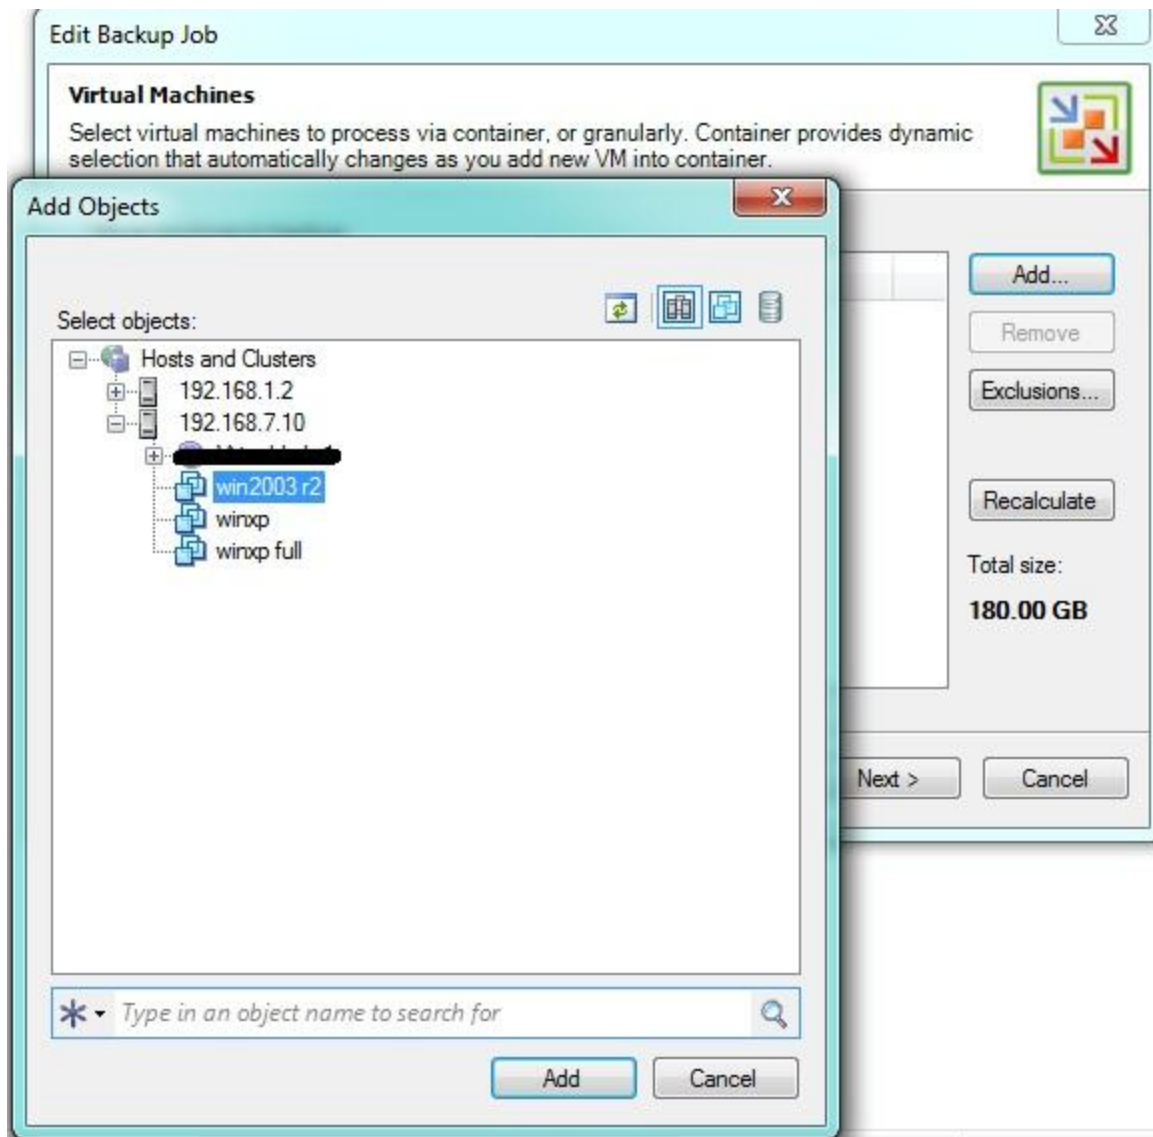 Edit Backup Job
Virtual Machines
Select virtual machines to process via container, or granularly. Container provides dynamic
selection that automatically changes as you add new VM into container.
Add Objects
Select objects:
Hosts and Clusters
192.168.1.2
192.168.7.10
win2003 r2
winxp
winxp full
Type in an object name to search for
Add
Cancel
Add...
Remove
Exclusions...
Recalculate
Total size:
180.00 GB
Next >
Cancel